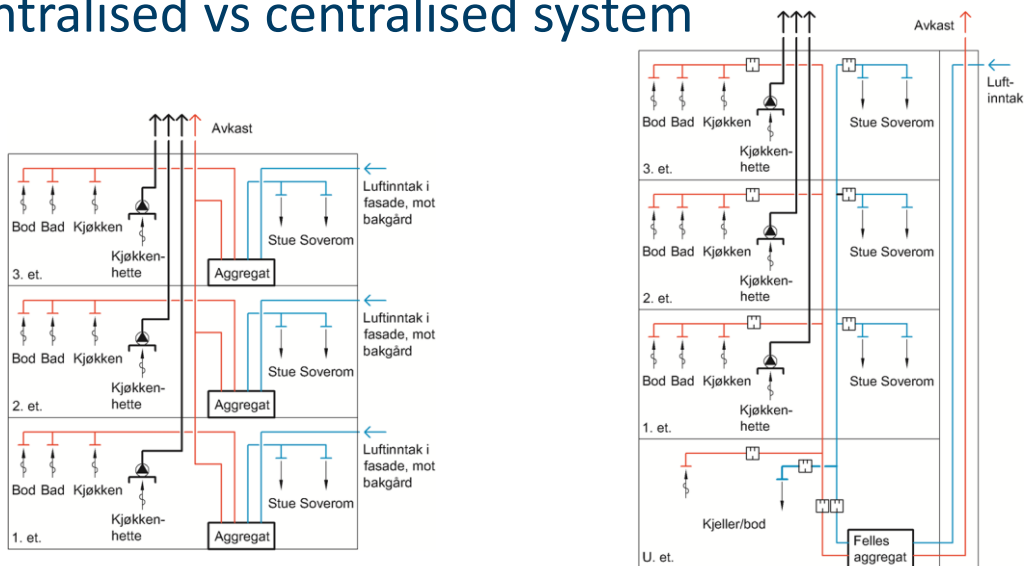 ntralised vs centralised system
Avkast
Bod Bad Kjøkken
Kjøkken-
hette
3. et.
Aggregat
Stue Soverom
Luftinntak i
fasade, mot
bakgård
Bod Bad Kjøkken
Kjøkken-
hette
2. et.
Aggregat
Stue Soverom
Luftinntak i
fasade, mot
bakgård
Bod Bad Kjøkken
Kjøkken-
hette
1. et.
Aggregat
Stue Soverom
Luftinntak i
fasade, mot
bakgård
Avkast
Luft-
inntak
Bod Bad Kjøkken
Kjøkken-
hette
3. et.
Stue Soverom
Bod Bad Kjøkken
Kjøkken-
hette
2. et.
Stue Soverom
Bod Bad Kjøkken
Kjøkken-
hette
1. et.
Stue Soverom
Kjeller/bod
U. et.
Felles
aggregat